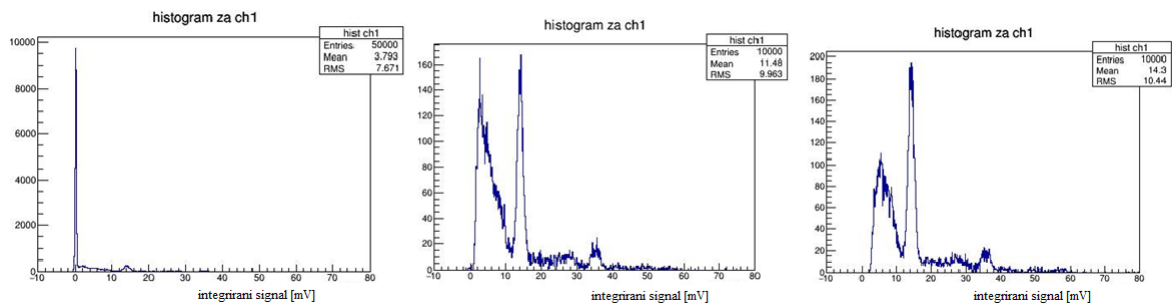 histogram za ch1
hist ch1
Entries 50000
Mean 3.793
RMS 7.671
10000
8000
6000
4000
2000
0
-10 0 10 20 30 40 50 60 70 80
integrirani signal [mV]
histogram za ch1
hist ch1
Entries 10000
Mean 11.48
RMS 9.963
160
140
120
100
80
60
40
20
0
-10 0 10 20 30 40 50 60 70 80
integrirani signal [mV]
histogram za ch1
hist ch1
Entries 10000
Mean 14.3
RMS 10.44
200
180
160
140
120
100
80
60
40
20
0
-10 0 10 20 30 40 50 60 70 80
integrirani signal [mV]